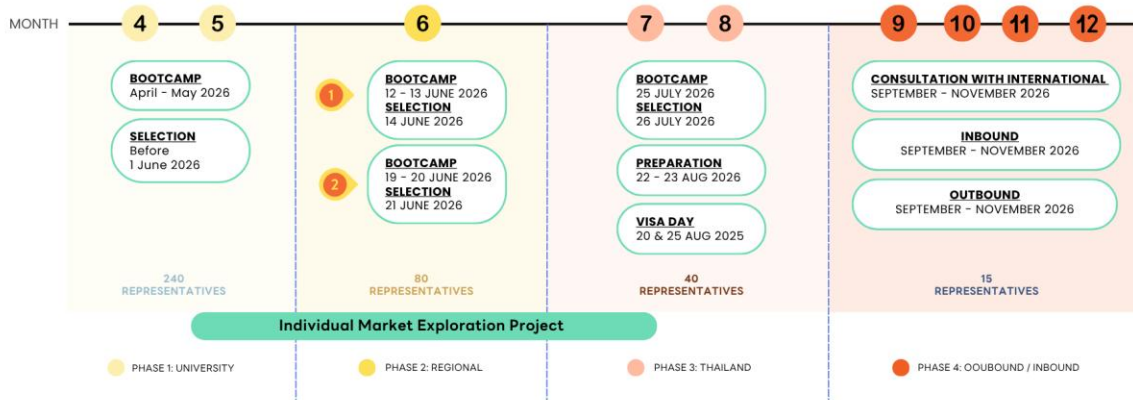 MONTH
4
5
6
7
8
9
10
11
12
BOOTCAMP
April - May 2026
SELECTION
Before
1 June 2026
240
REPRESENTATIVES
1
BOOTCAMP
12 - 13 JUNE 2026
SELECTION
14 JUNE 2026
2
BOOTCAMP
19 - 20 JUNE 2026
SELECTION
21 JUNE 2026
80
REPRESENTATIVES
BOOTCAMP
25 JULY 2026
SELECTION
26 JULY 2026
PREPARATION
22 - 23 AUG 2026
VISA DAY
20 & 25 AUG 2025
40
REPRESENTATIVES
CONSULTATION WITH INTERNATIONAL
SEPTEMBER - NOVEMBER 2026
INBOUND
SEPTEMBER - NOVEMBER 2026
OUTBOUND
SEPTEMBER - NOVEMBER 2026
15
REPRESENTATIVES
Individual Market Exploration Project
PHASE 1: UNIVERSITY
PHASE 2: REGIONAL
PHASE 3: THAILAND
PHASE 4: OOUBOUND / INBOUND